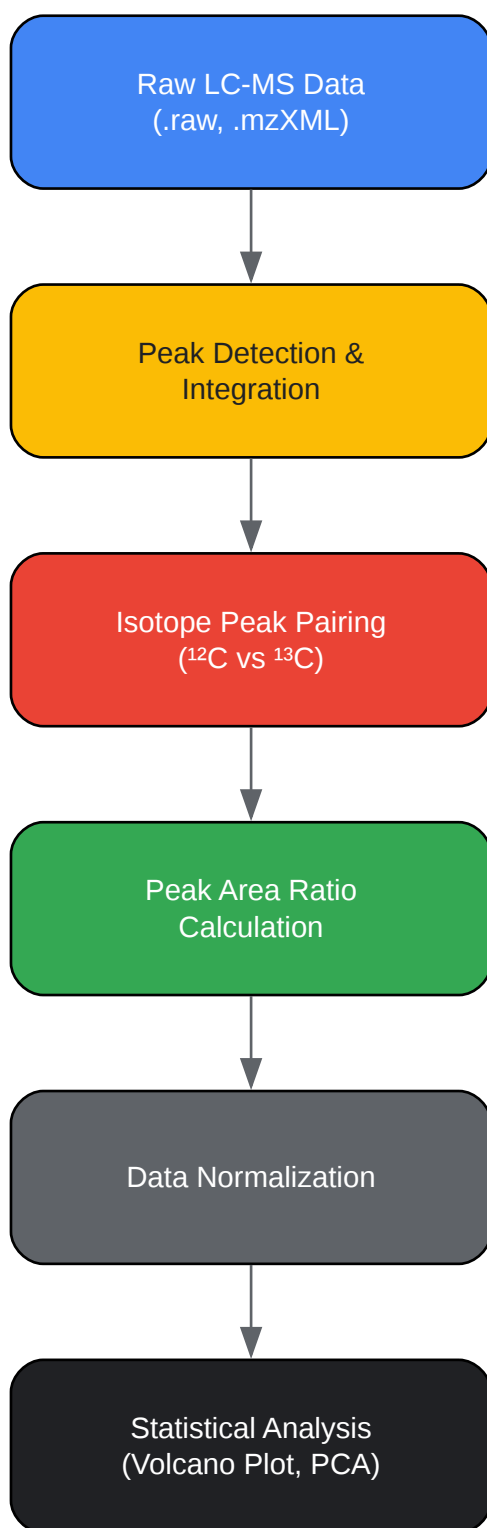 Raw LC-MS Data
(.raw, .mzXML)
Peak Detection &
Integration
Isotope Peak Pairing
(¹²C vs ¹³C)
Peak Area Ratio
Calculation
Data Normalization
Statistical Analysis
(Volcano Plot, PCA)